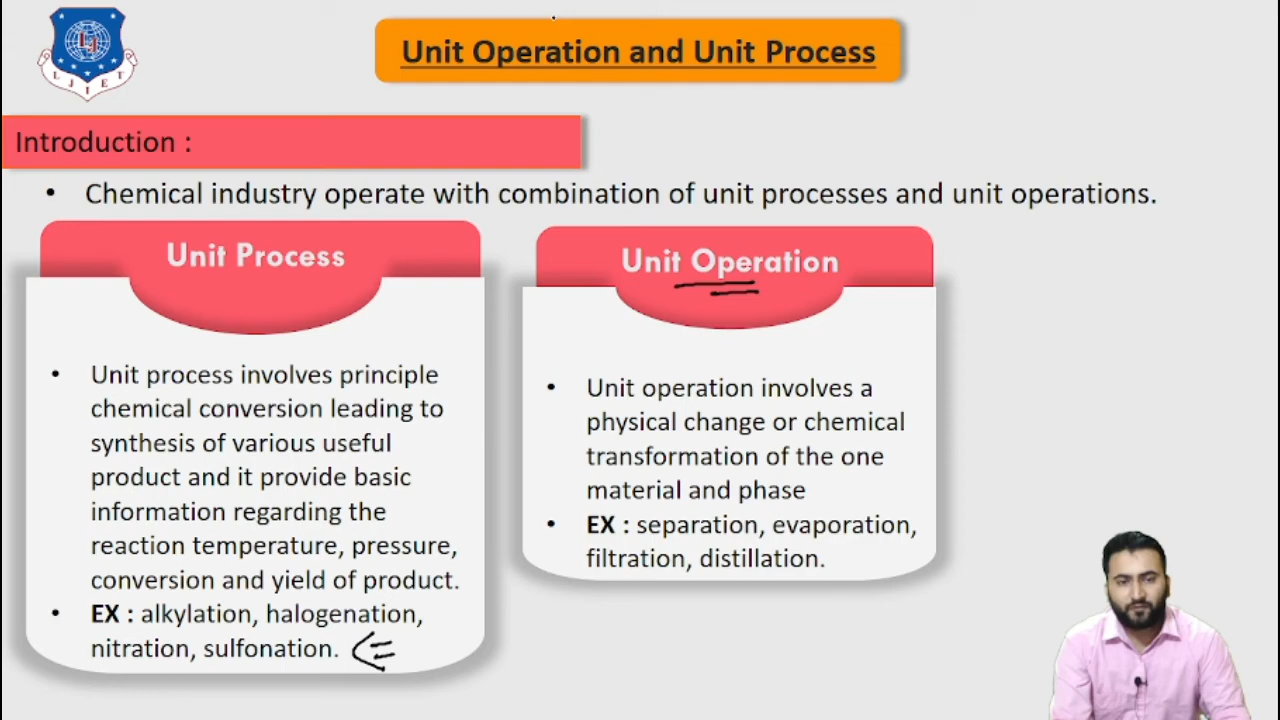 LJ
LJIET
Unit Operation and Unit Process
Introduction :
• Chemical industry operate with combination of unit processes and unit operations.
Unit Process
• Unit process involves principle
chemical conversion leading to
synthesis of various useful
product and it provide basic
information regarding the
reaction temperature, pressure,
conversion and yield of product.
• EX : alkylation, halogenation,
nitration, sulfonation.
Unit Operation
• Unit operation involves a
physical change or chemical
transformation of the one
material and phase
• EX : separation, evaporation,
filtration, distillation.